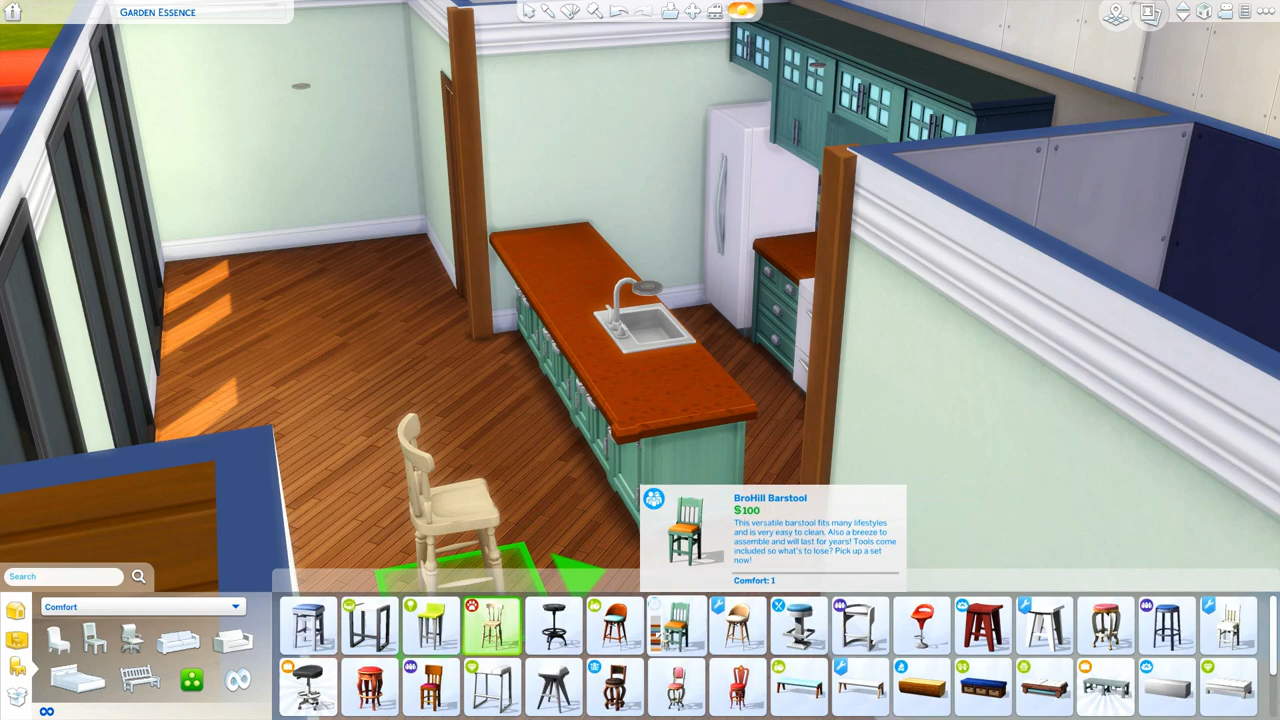 GARDEN ESSENCE
BroHill Barstool
§100
This versatile barstool fits many lifestyles
and is very easy to clean. Also a breeze to
assemble and will last for years! Tools come
included so what's to lose? Pick up a set
now!
Comfort: 1
Search
Comfort